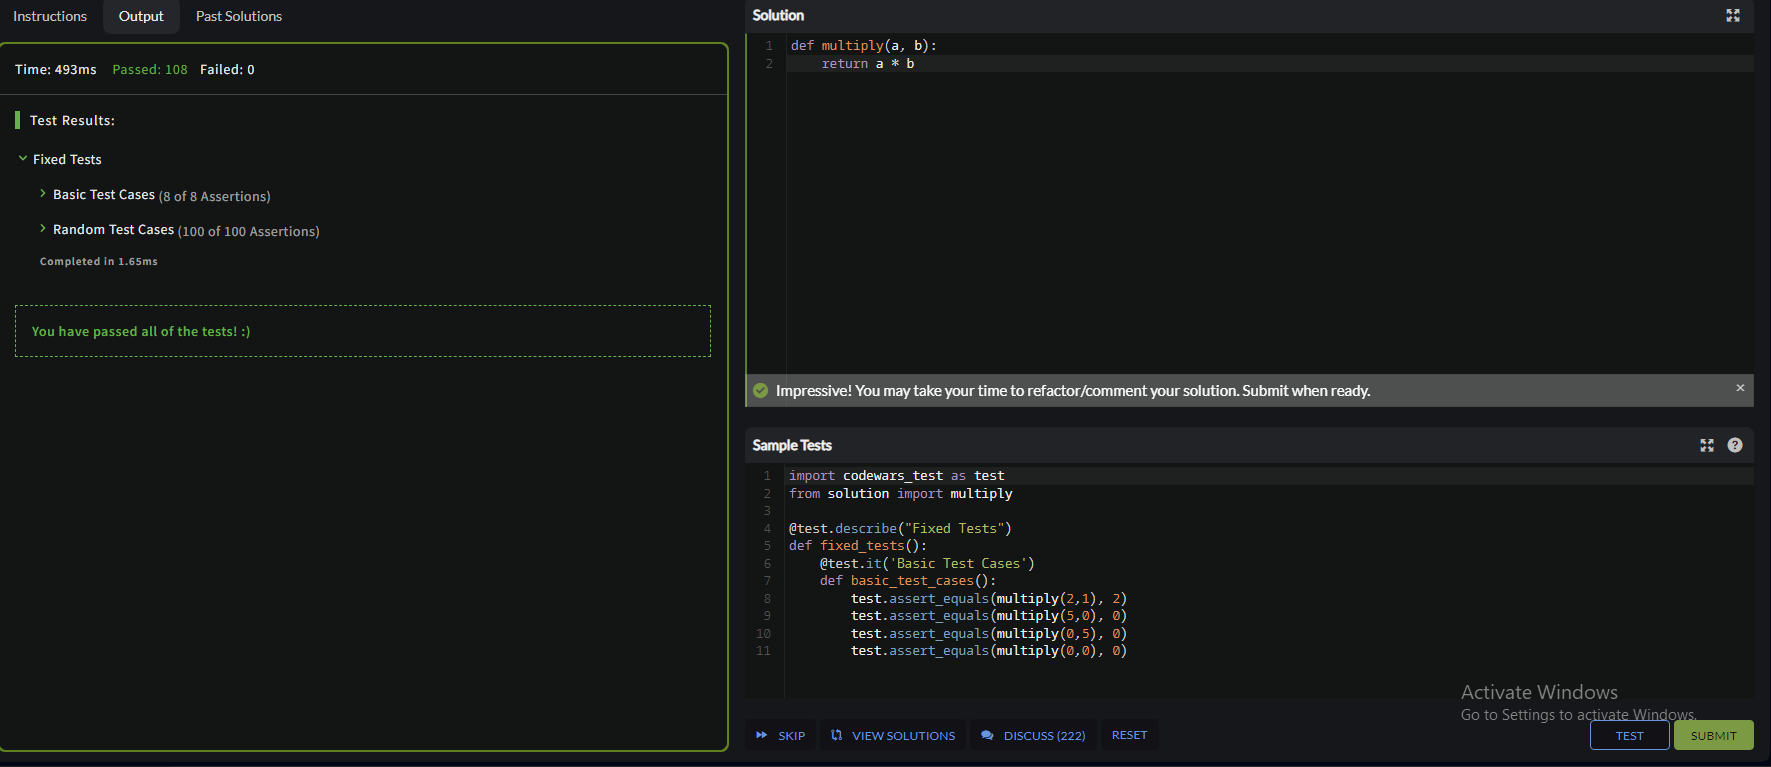 Instructions Output Past Solutions
Time: 493ms Passed: 108 Failed: 0
Test Results:
Fixed Tests
Basic Test Cases (8 of 8 Assertions)
Random Test Cases (100 of 100 Assertions)
Completed in 1.65ms
You have passed all of the tests! :)
Solution
1 def multiply(a, b):
2     return a * b
Impressive! You may take your time to refactor/comment your solution. Submit when ready.
Sample Tests
1 import codewars_test as test
2 from solution import multiply
3
4 @test.describe("Fixed Tests")
5 def fixed_tests():
6     @test.it('Basic Test Cases')
7     def basic_test_cases():
8         test.assert_equals(multiply(2,1), 2)
9         test.assert_equals(multiply(5,0), 0)
10         test.assert_equals(multiply(0,5), 0)
11         test.assert_equals(multiply(0,0), 0)
Activate Windows
Go to Settings to activate Windows.
SKIP VIEW SOLUTIONS DISCUSS (222) RESET TEST SUBMIT